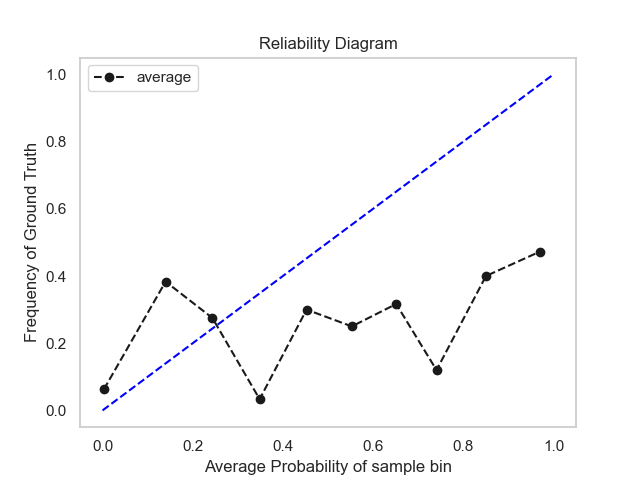 Reliability Diagram
average
1.0
0.8
0.6
0.4
0.2
0.0
Frequency of Ground Truth
0.0 0.2 0.4 0.6 0.8 1.0
Average Probability of sample bin